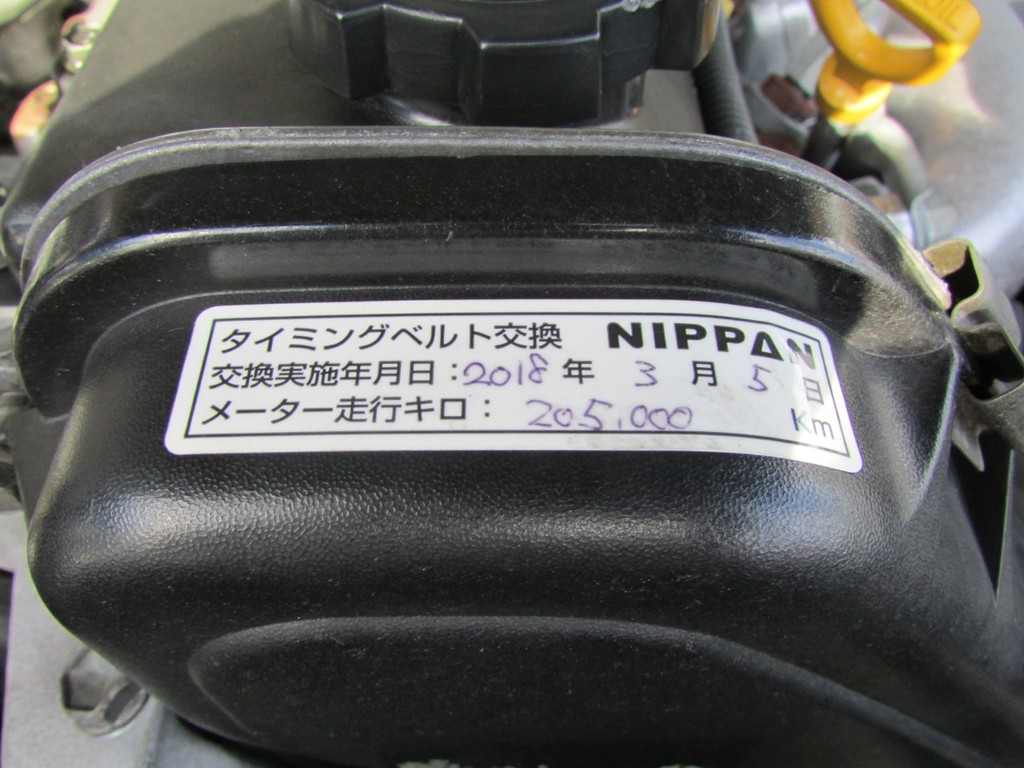 OIL
タイミングベルト交換 NIPPAN
交換実施年月日：2018 年 3 月 5 日
メーター走行キロ： 205,000 Km